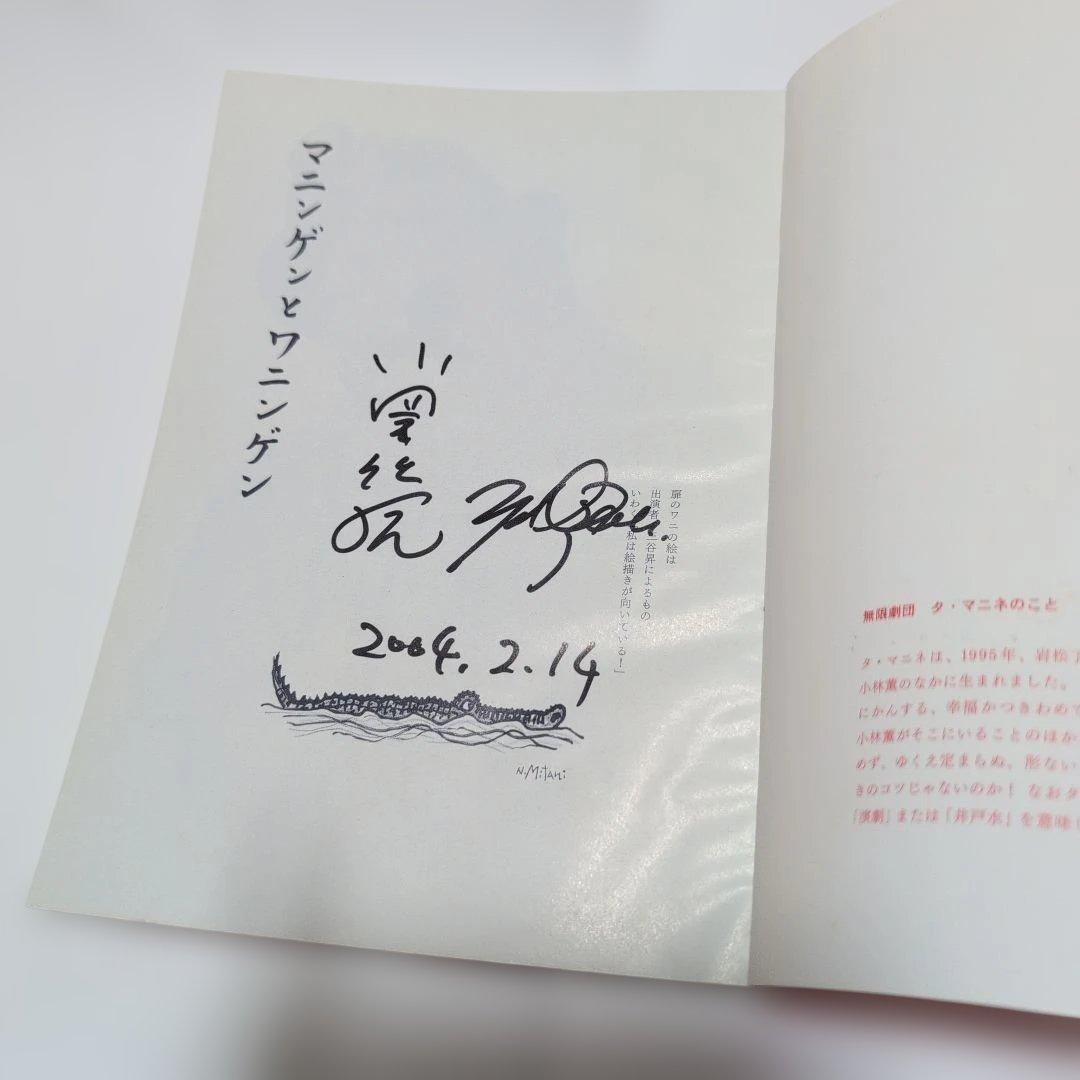 マニンゲンとワニンゲン
扉のワニの絵は
出演者 三谷昇によるもの
いわく 私は絵描きが向いている!」
2004.2.14
N.Mitani
無限劇団 タ・マニネのこと
タ・マニネは、1995年、岩松了
小林薫のなかに生まれました。
にかんする、幸福かつきわめて
小林薫がそこにいることのほか
めず、ゆくえ定まらぬ、形ない
きのコツじゃないのか! なおタ
「演劇」または「井戸水」を意味し